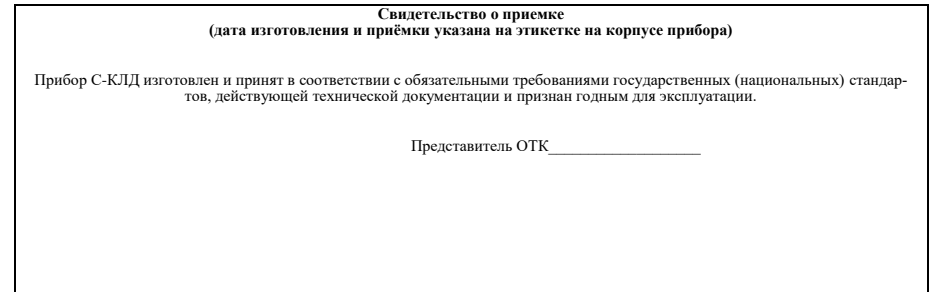 Свидетельство о приемке
(дата изготовления и приёмки указана на этикетке на корпусе прибора)
Прибор С-КЛД изготовлен и принят в соответствии с обязательными требованиями государственных (национальных) стандар-
тов, действующей технической документации и признан годным для эксплуатации.
Представитель ОТК___________________